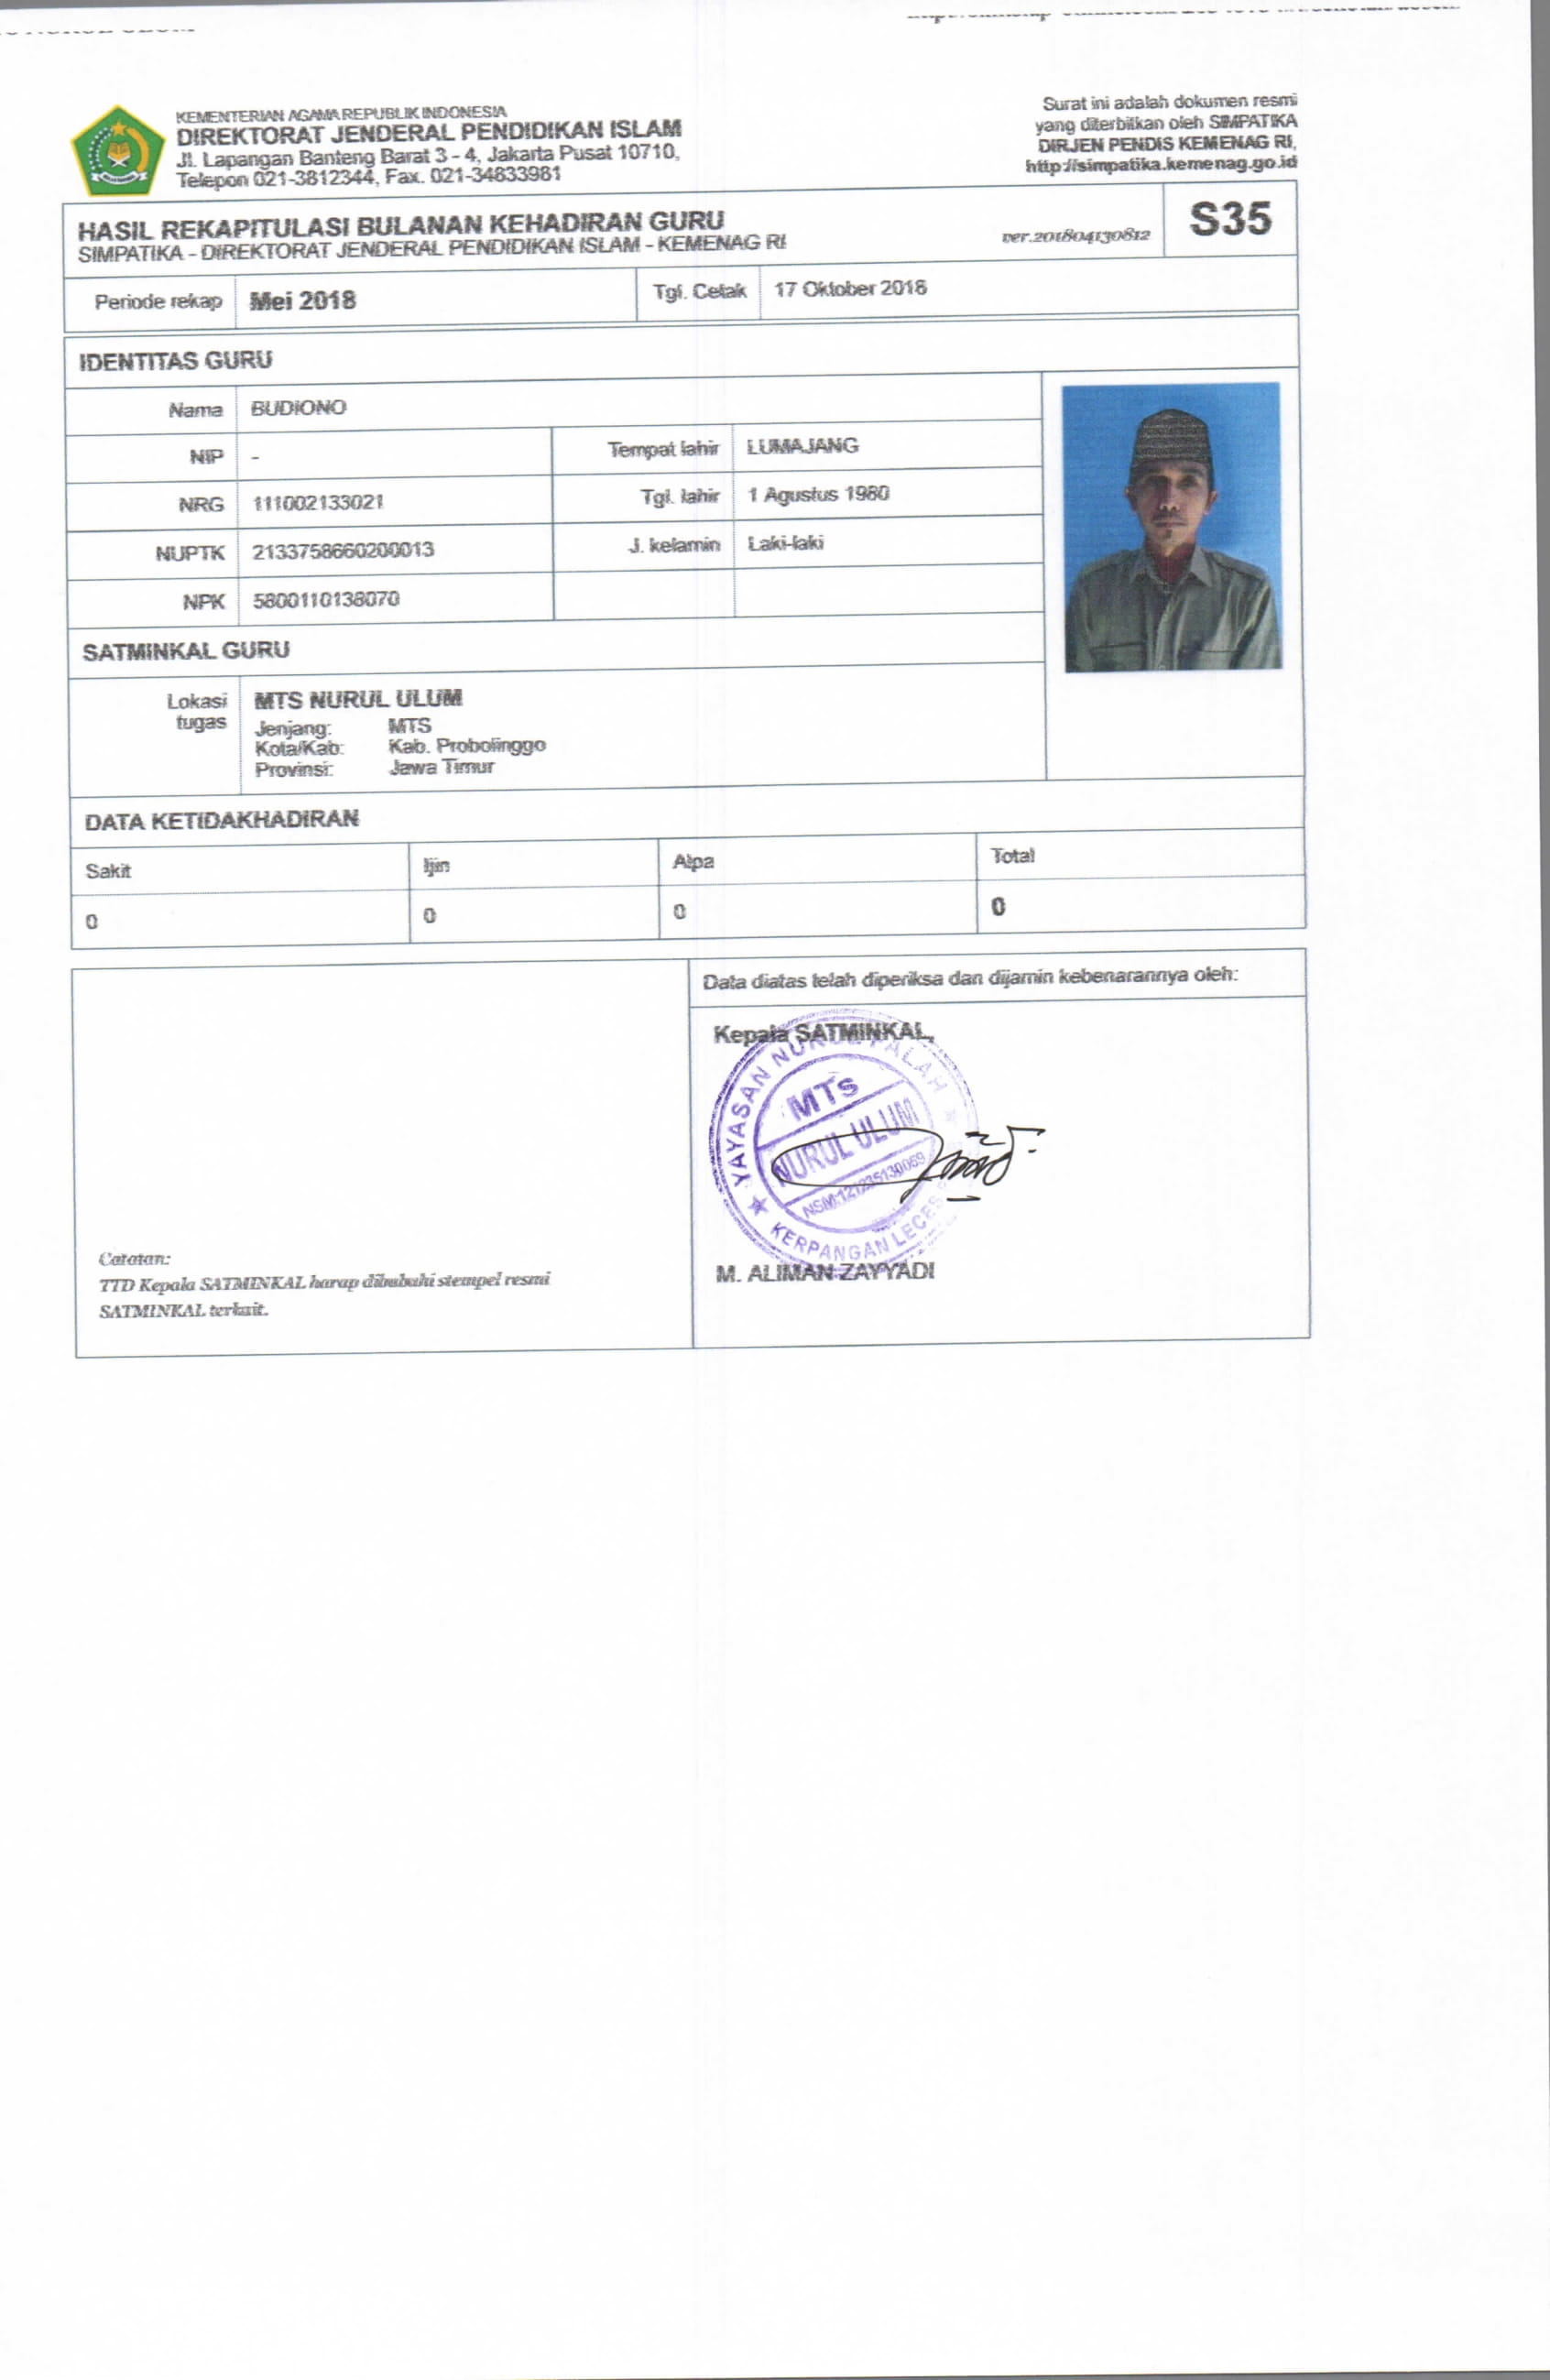 KEMENTERIAN AGAMA REPUBLIK INDONESIA
DIREKTORAT JENDERAL PENDIDIKAN ISLAM
Jl. Lapangan Banteng Barat 3 - 4, Jakarta Pusat 10710,
Telepon 021-3812344, Fax. 021-34833981
Surat ini adalah dokumen resmi
yang diterbitkan oleh SIMPATIKA
DIRJEN PENDIS KEMENAG RI,
http://simpatika.kemenag.go.id
HASIL REKAPITULASI BULANAN KEHADIRAN GURU
SIMPATIKA - DIREKTORAT JENDERAL PENDIDIKAN ISLAM - KEMENAG RI
ver.201804130812
S35
Periode rekap Mei 2018 Tgl. Cetak 17 Oktober 2018
IDENTITAS GURU
Nama BUDIONO
NIP - Tempat lahir LUMAJANG
NRG 111002133021 Tgl. lahir 1 Agustus 1980
NUPTK 2133758660200013 J. kelamin Laki-laki
NPK 5800110138070
SATMINKAL GURU
Lokasi tugas MTS NURUL ULUM
Jenjang: MTS
Kota/Kab: Kab. Probolinggo
Provinsi: Jawa Timur
DATA KETIDAKHADIRAN
Sakit Ijin Alpa Total
0 0 0 0
Data diatas telah diperiksa dan dijamin kebenarannya oleh:
Kepala SATMINKAL,
YAYASAN NURUL FALAH
MTs
NURUL ULUM
NSM:121235130069
KERPANGAN LECES
M. ALIMAN ZAYYADI
Catatan:
TTD Kepala SATMINKAL harap dibubuhi stempel resmi
SATMINKAL terkait.